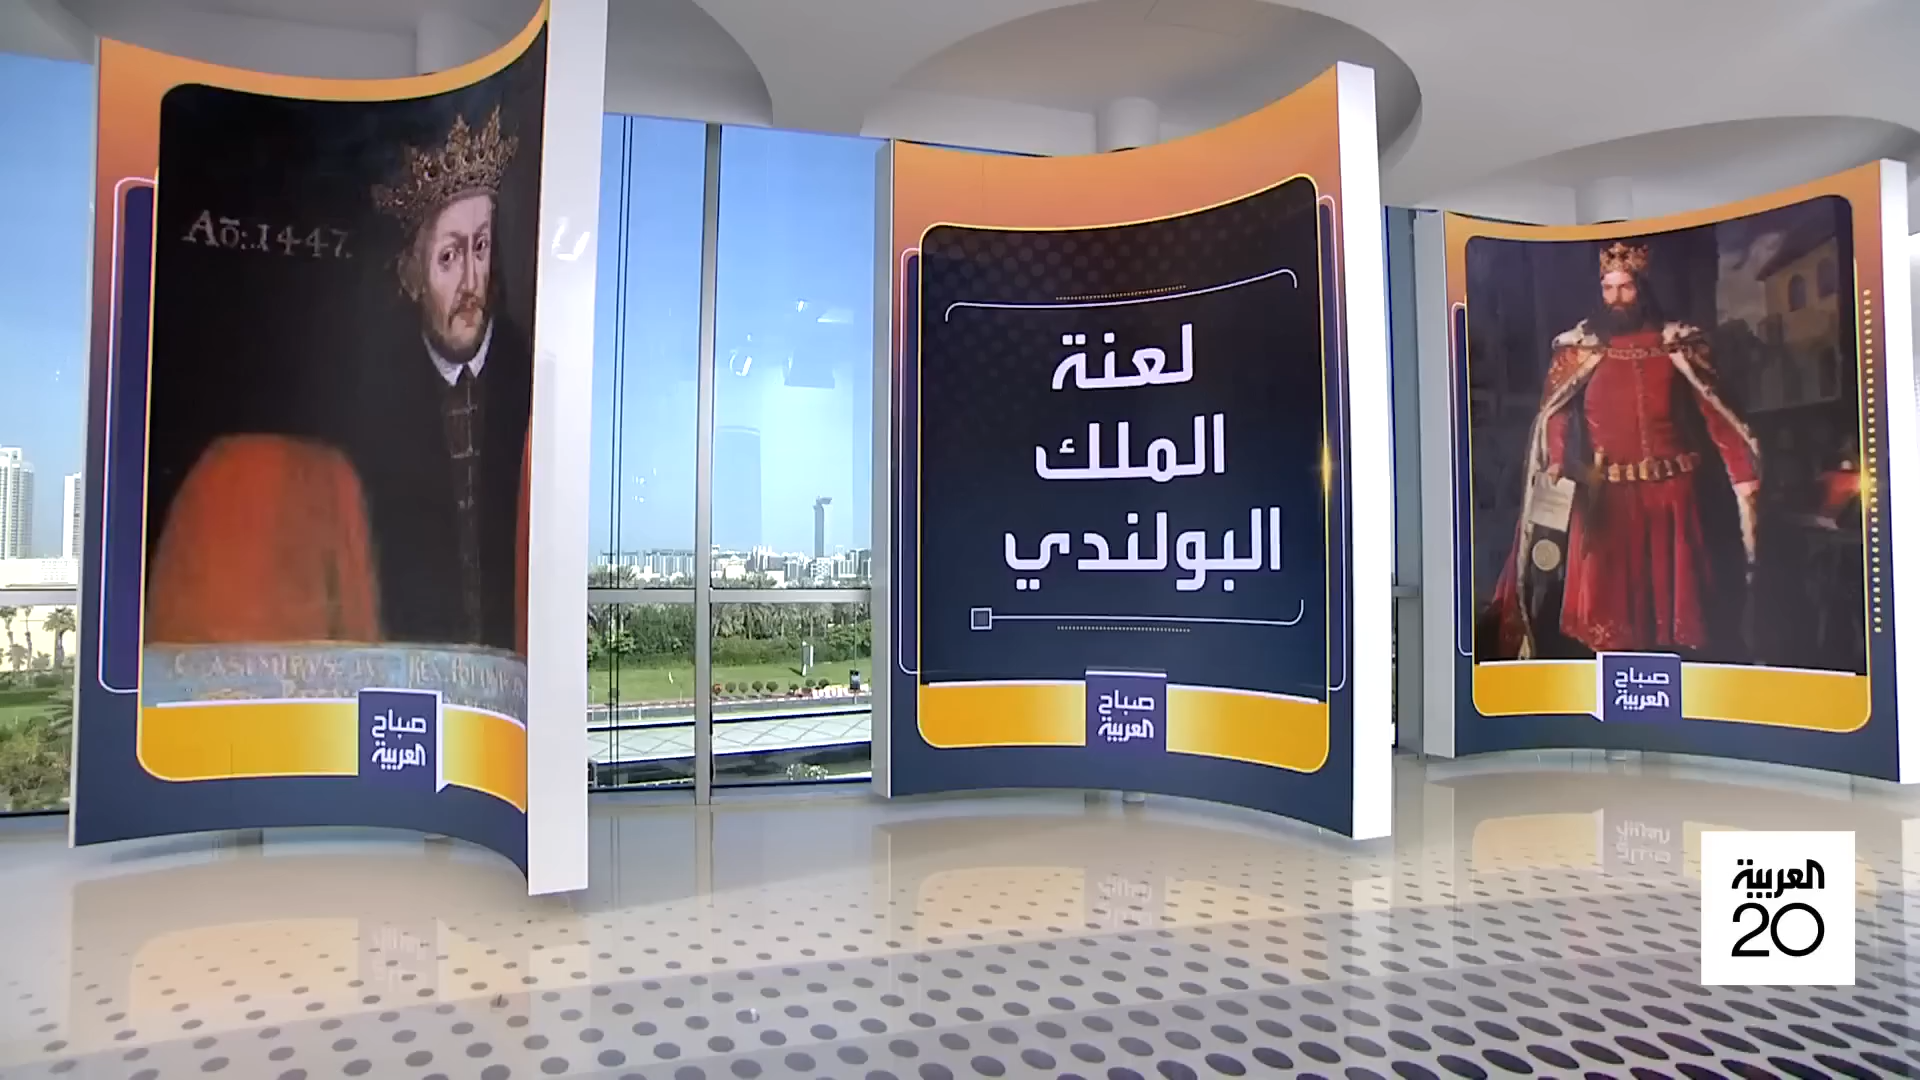 Aō: 1447.
صباح
العربية
لعنة
الملك
البولندي
صباح
العربية
صباح
العربية
العربية
20